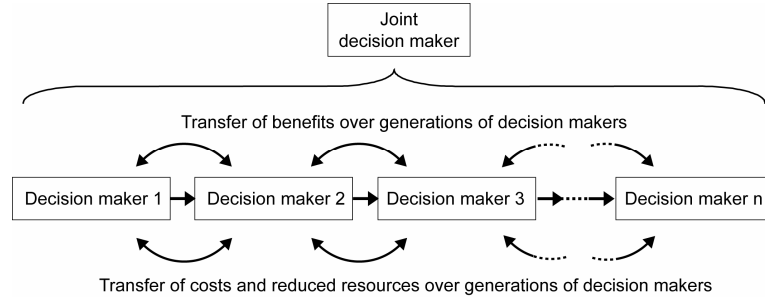 Joint
decision maker
Transfer of benefits over generations of decision makers
Decision maker 1
Decision maker 2
Decision maker 3
Decision maker n
Transfer of costs and reduced resources over generations of decision makers